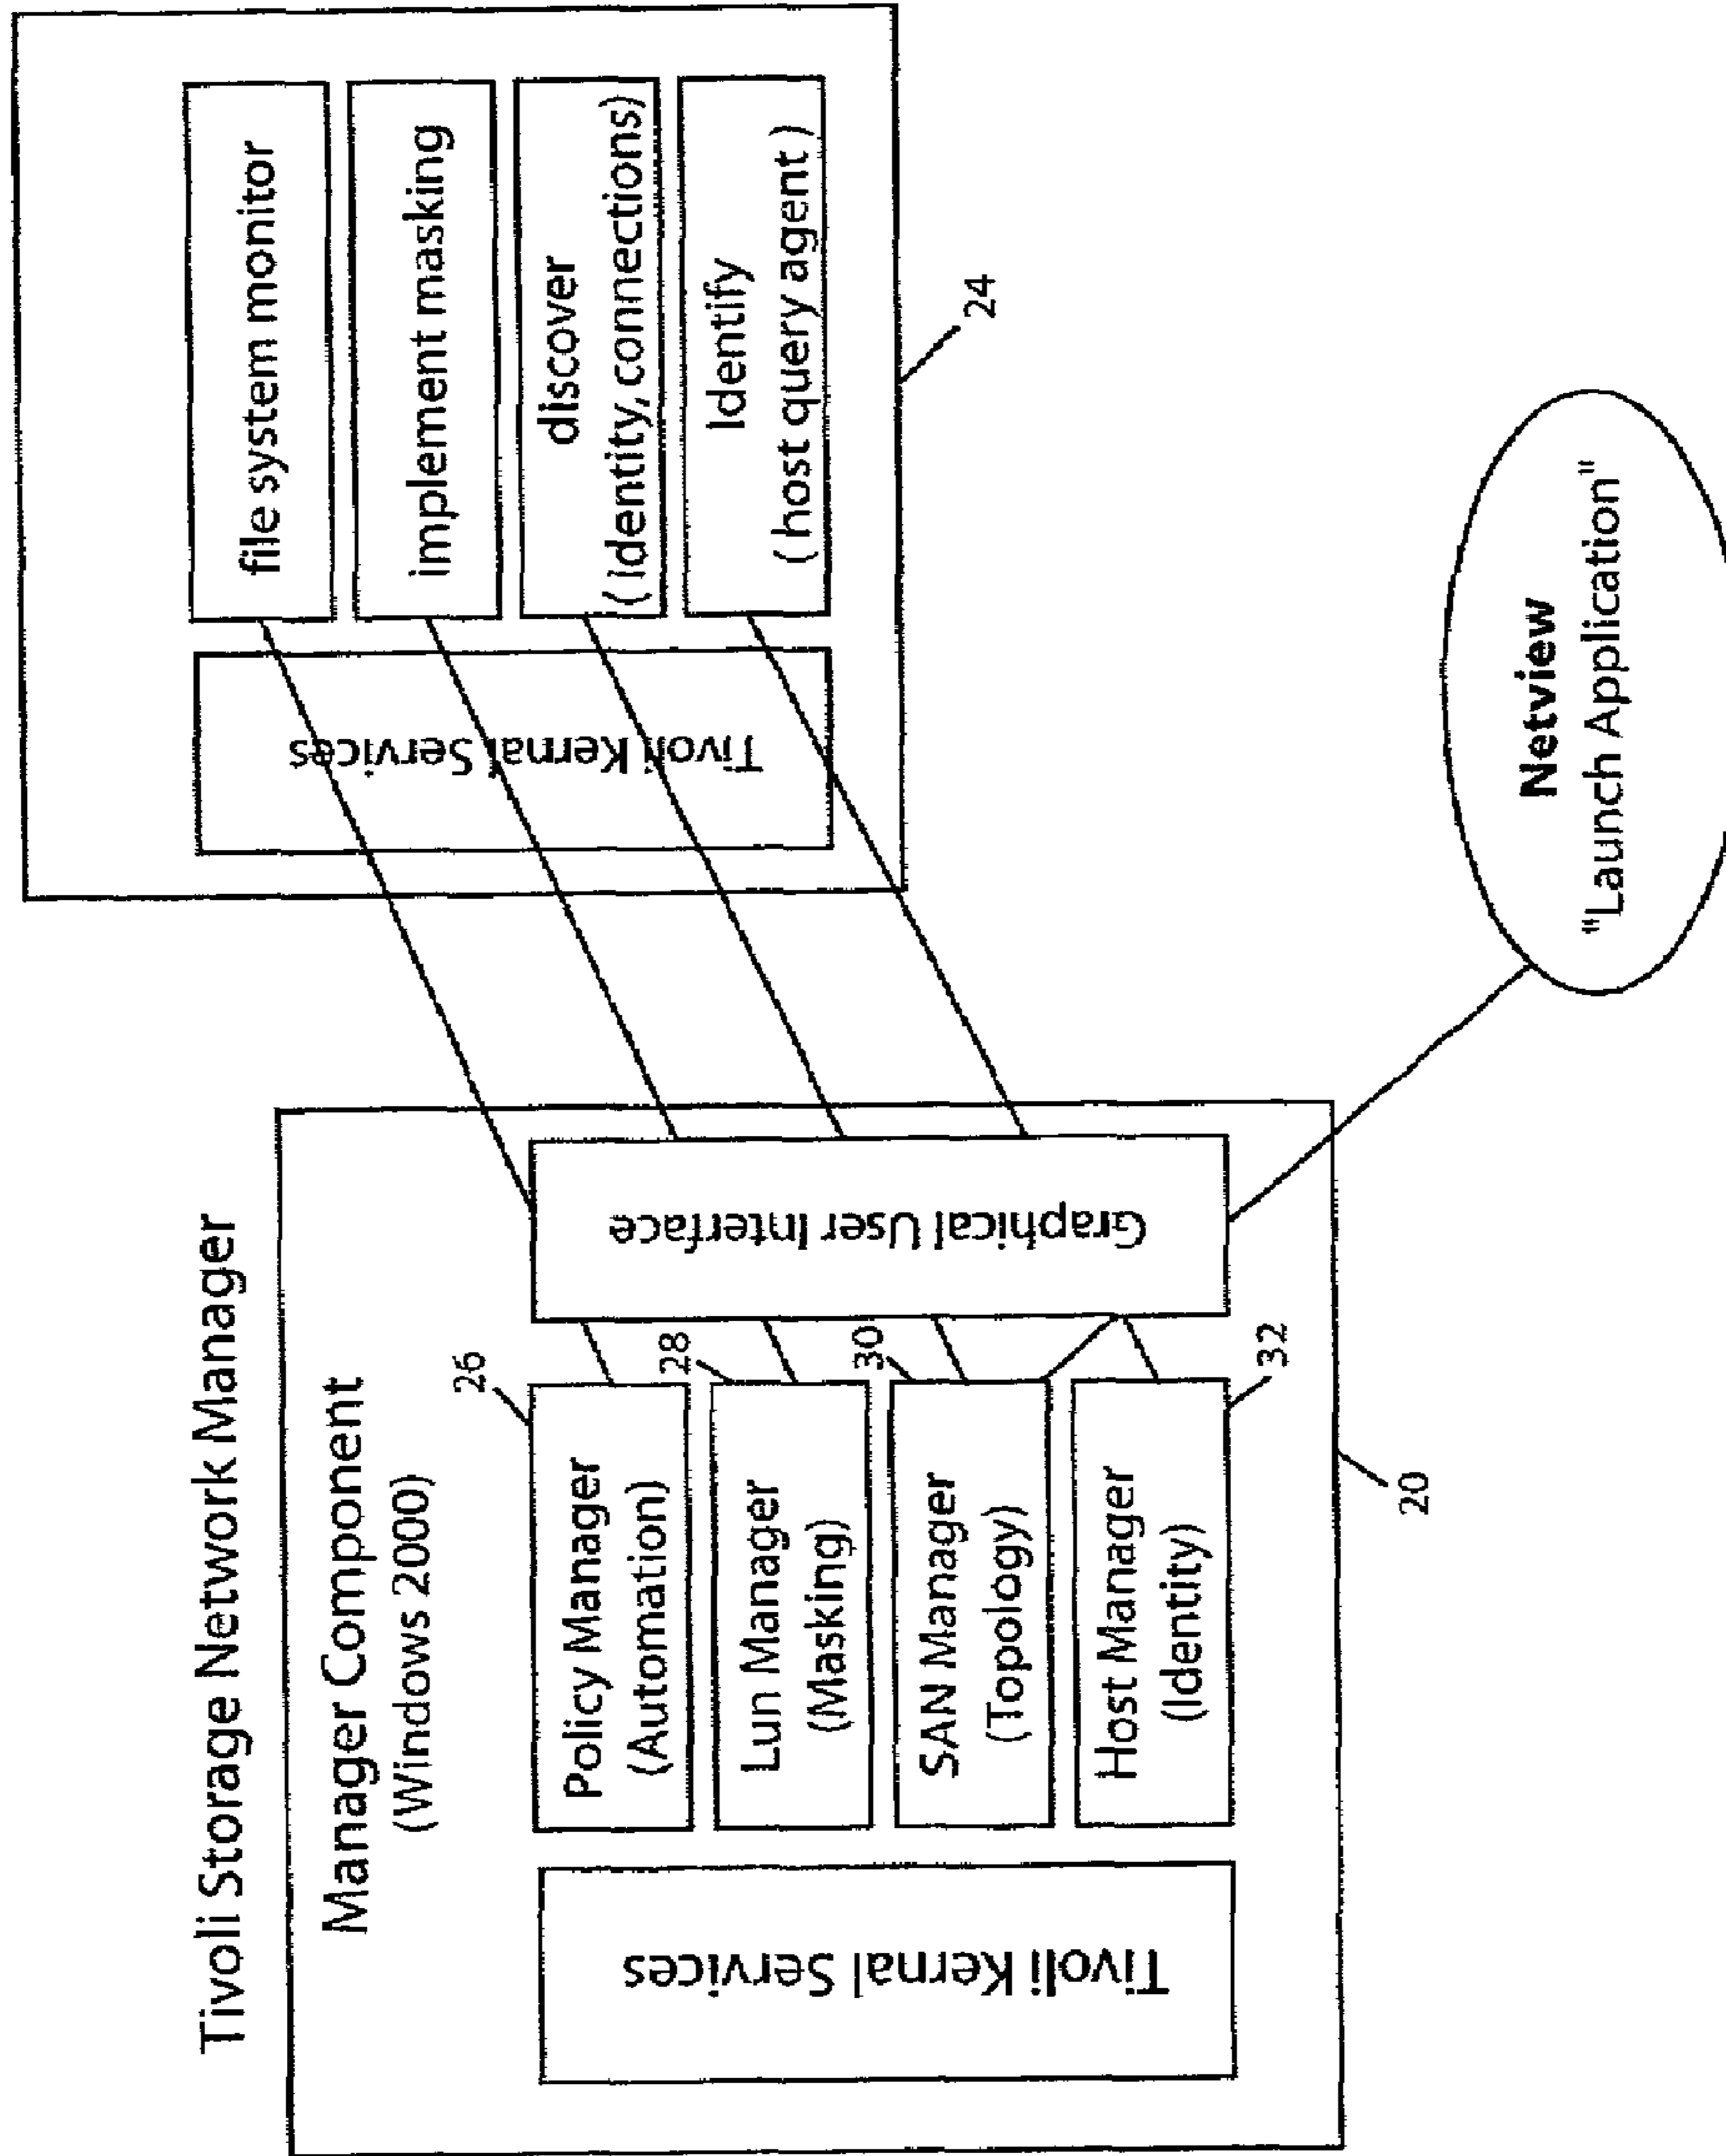 Tivoli Storage Network Manager
Manager Component
(Windows 2000)
Tivoli Kernal Services
Policy Manager
(Automation)
26
Lun Manager
(Masking)
28
SAN Manager
(Topology)
30
Host Manager
(Identity)
32
Graphical User Interface
20
Tivoli Kernal Services
file system monitor
implement masking
discover
(Identity, connections)
Identify
(host query agent)
24
Netview
"Launch Application"